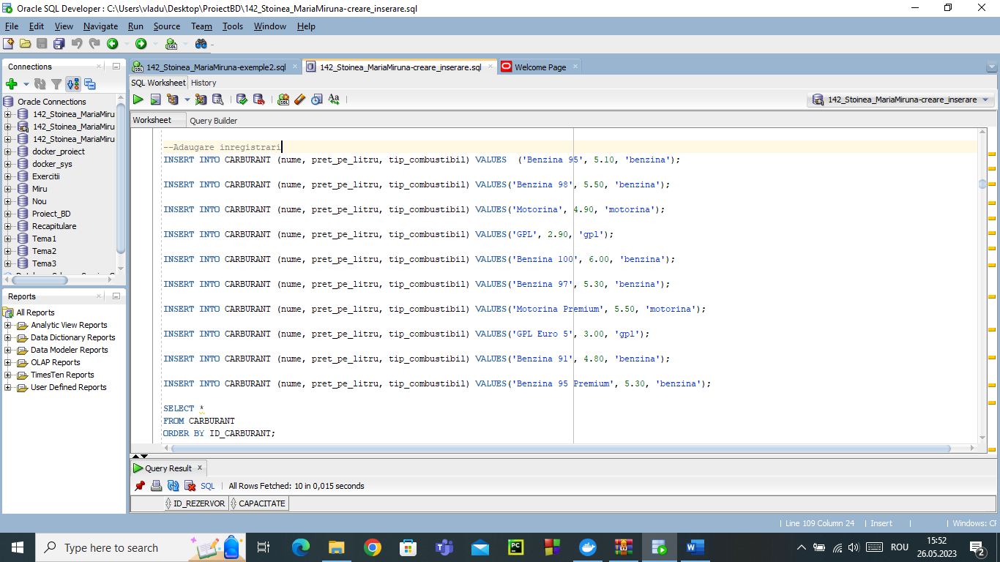 Oracle SQL Developer : C:\Users\vladu\Desktop\ProiectBD\142_Stoinea_MariaMiruna-creare_inserare.sql
File Edit View Navigate Run Source Team Tools Window Help
Connections
Oracle Connections
142_Stoinea_MariaMiru
142_Stoinea_MariaMiru
142_Stoinea_MariaMiru
docker_proiect
docker_sys
Exercitii
Miru
Nou
Proiect_BD
Recapitulare
Tema1
Tema2
Tema3
Reports
All Reports
Analytic View Reports
Data Dictionary Reports
Data Modeler Reports
OLAP Reports
TimesTen Reports
User Defined Reports
142_Stoinea_MariaMiruna-exemple2.sql 142_Stoinea_MariaMiruna-creare_inserare.sql Welcome Page
SQL Worksheet History
142_Stoinea_MariaMiruna-creare_inserare
Worksheet Query Builder
--Adaugare inregistrari
INSERT INTO CARBURANT (nume, pret_pe_litru, tip_combustibil) VALUES  ('Benzina 95', 5.10, 'benzina');
INSERT INTO CARBURANT (nume, pret_pe_litru, tip_combustibil) VALUES('Benzina 98', 5.50, 'benzina');
INSERT INTO CARBURANT (nume, pret_pe_litru, tip_combustibil) VALUES('Motorina', 4.90, 'motorina');
INSERT INTO CARBURANT (nume, pret_pe_litru, tip_combustibil) VALUES('GPL', 2.90, 'gpl');
INSERT INTO CARBURANT (nume, pret_pe_litru, tip_combustibil) VALUES('Benzina 100', 6.00, 'benzina');
INSERT INTO CARBURANT (nume, pret_pe_litru, tip_combustibil) VALUES('Benzina 97', 5.30, 'benzina');
INSERT INTO CARBURANT (nume, pret_pe_litru, tip_combustibil) VALUES('Motorina Premium', 5.50, 'motorina');
INSERT INTO CARBURANT (nume, pret_pe_litru, tip_combustibil) VALUES('GPL Euro 5', 3.00, 'gpl');
INSERT INTO CARBURANT (nume, pret_pe_litru, tip_combustibil) VALUES('Benzina 91', 4.80, 'benzina');
INSERT INTO CARBURANT (nume, pret_pe_litru, tip_combustibil) VALUES('Benzina 95 Premium', 5.30, 'benzina');
SELECT *
FROM CARBURANT
ORDER BY ID_CARBURANT;
Query Result
SQL | All Rows Fetched: 10 in 0,015 seconds
ID_REZERVOR CAPACITATE
| Line 109 Column 24 | Insert | | Windows: CF
Type here to search
ROU
15:52
26.05.2023
2